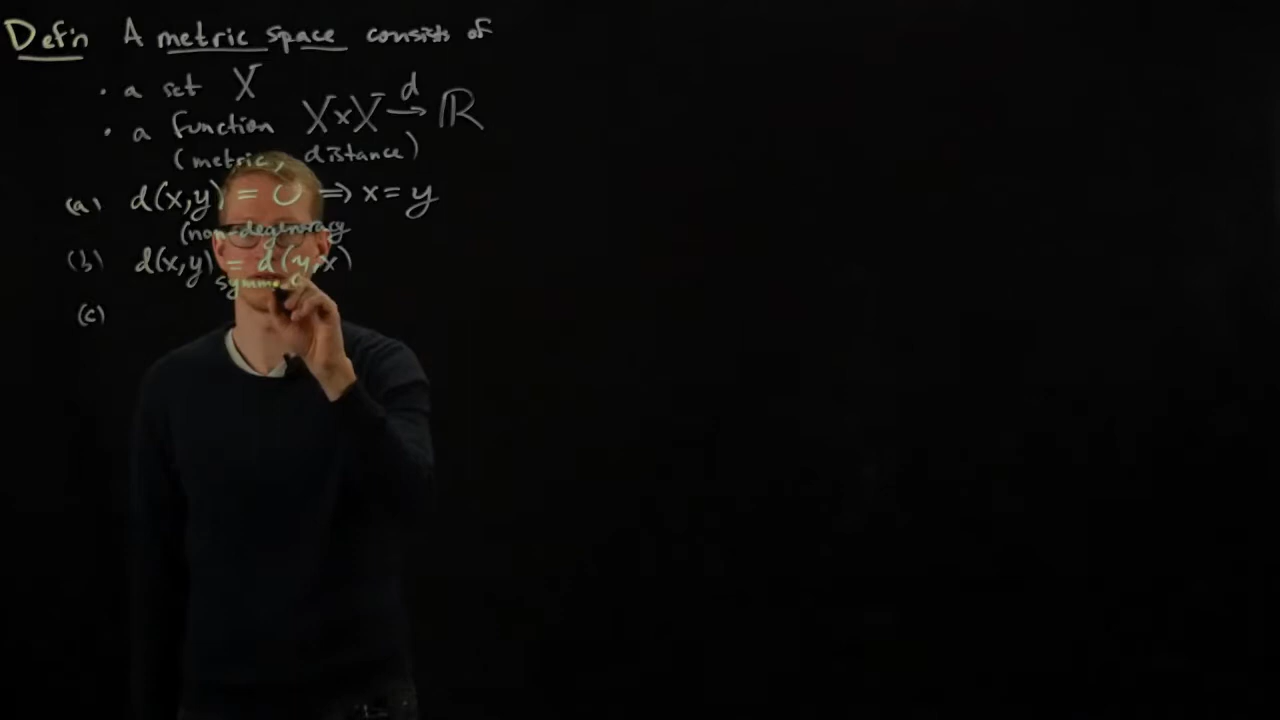 Def'n A metric space consists of
• a set X
• a function X × X →d ℝ
(metric, distance)
(a) d(x,y) = 0 ⇒ x = y
(non-degeneracy
(b) d(x,y) = d(y,x)
(c)